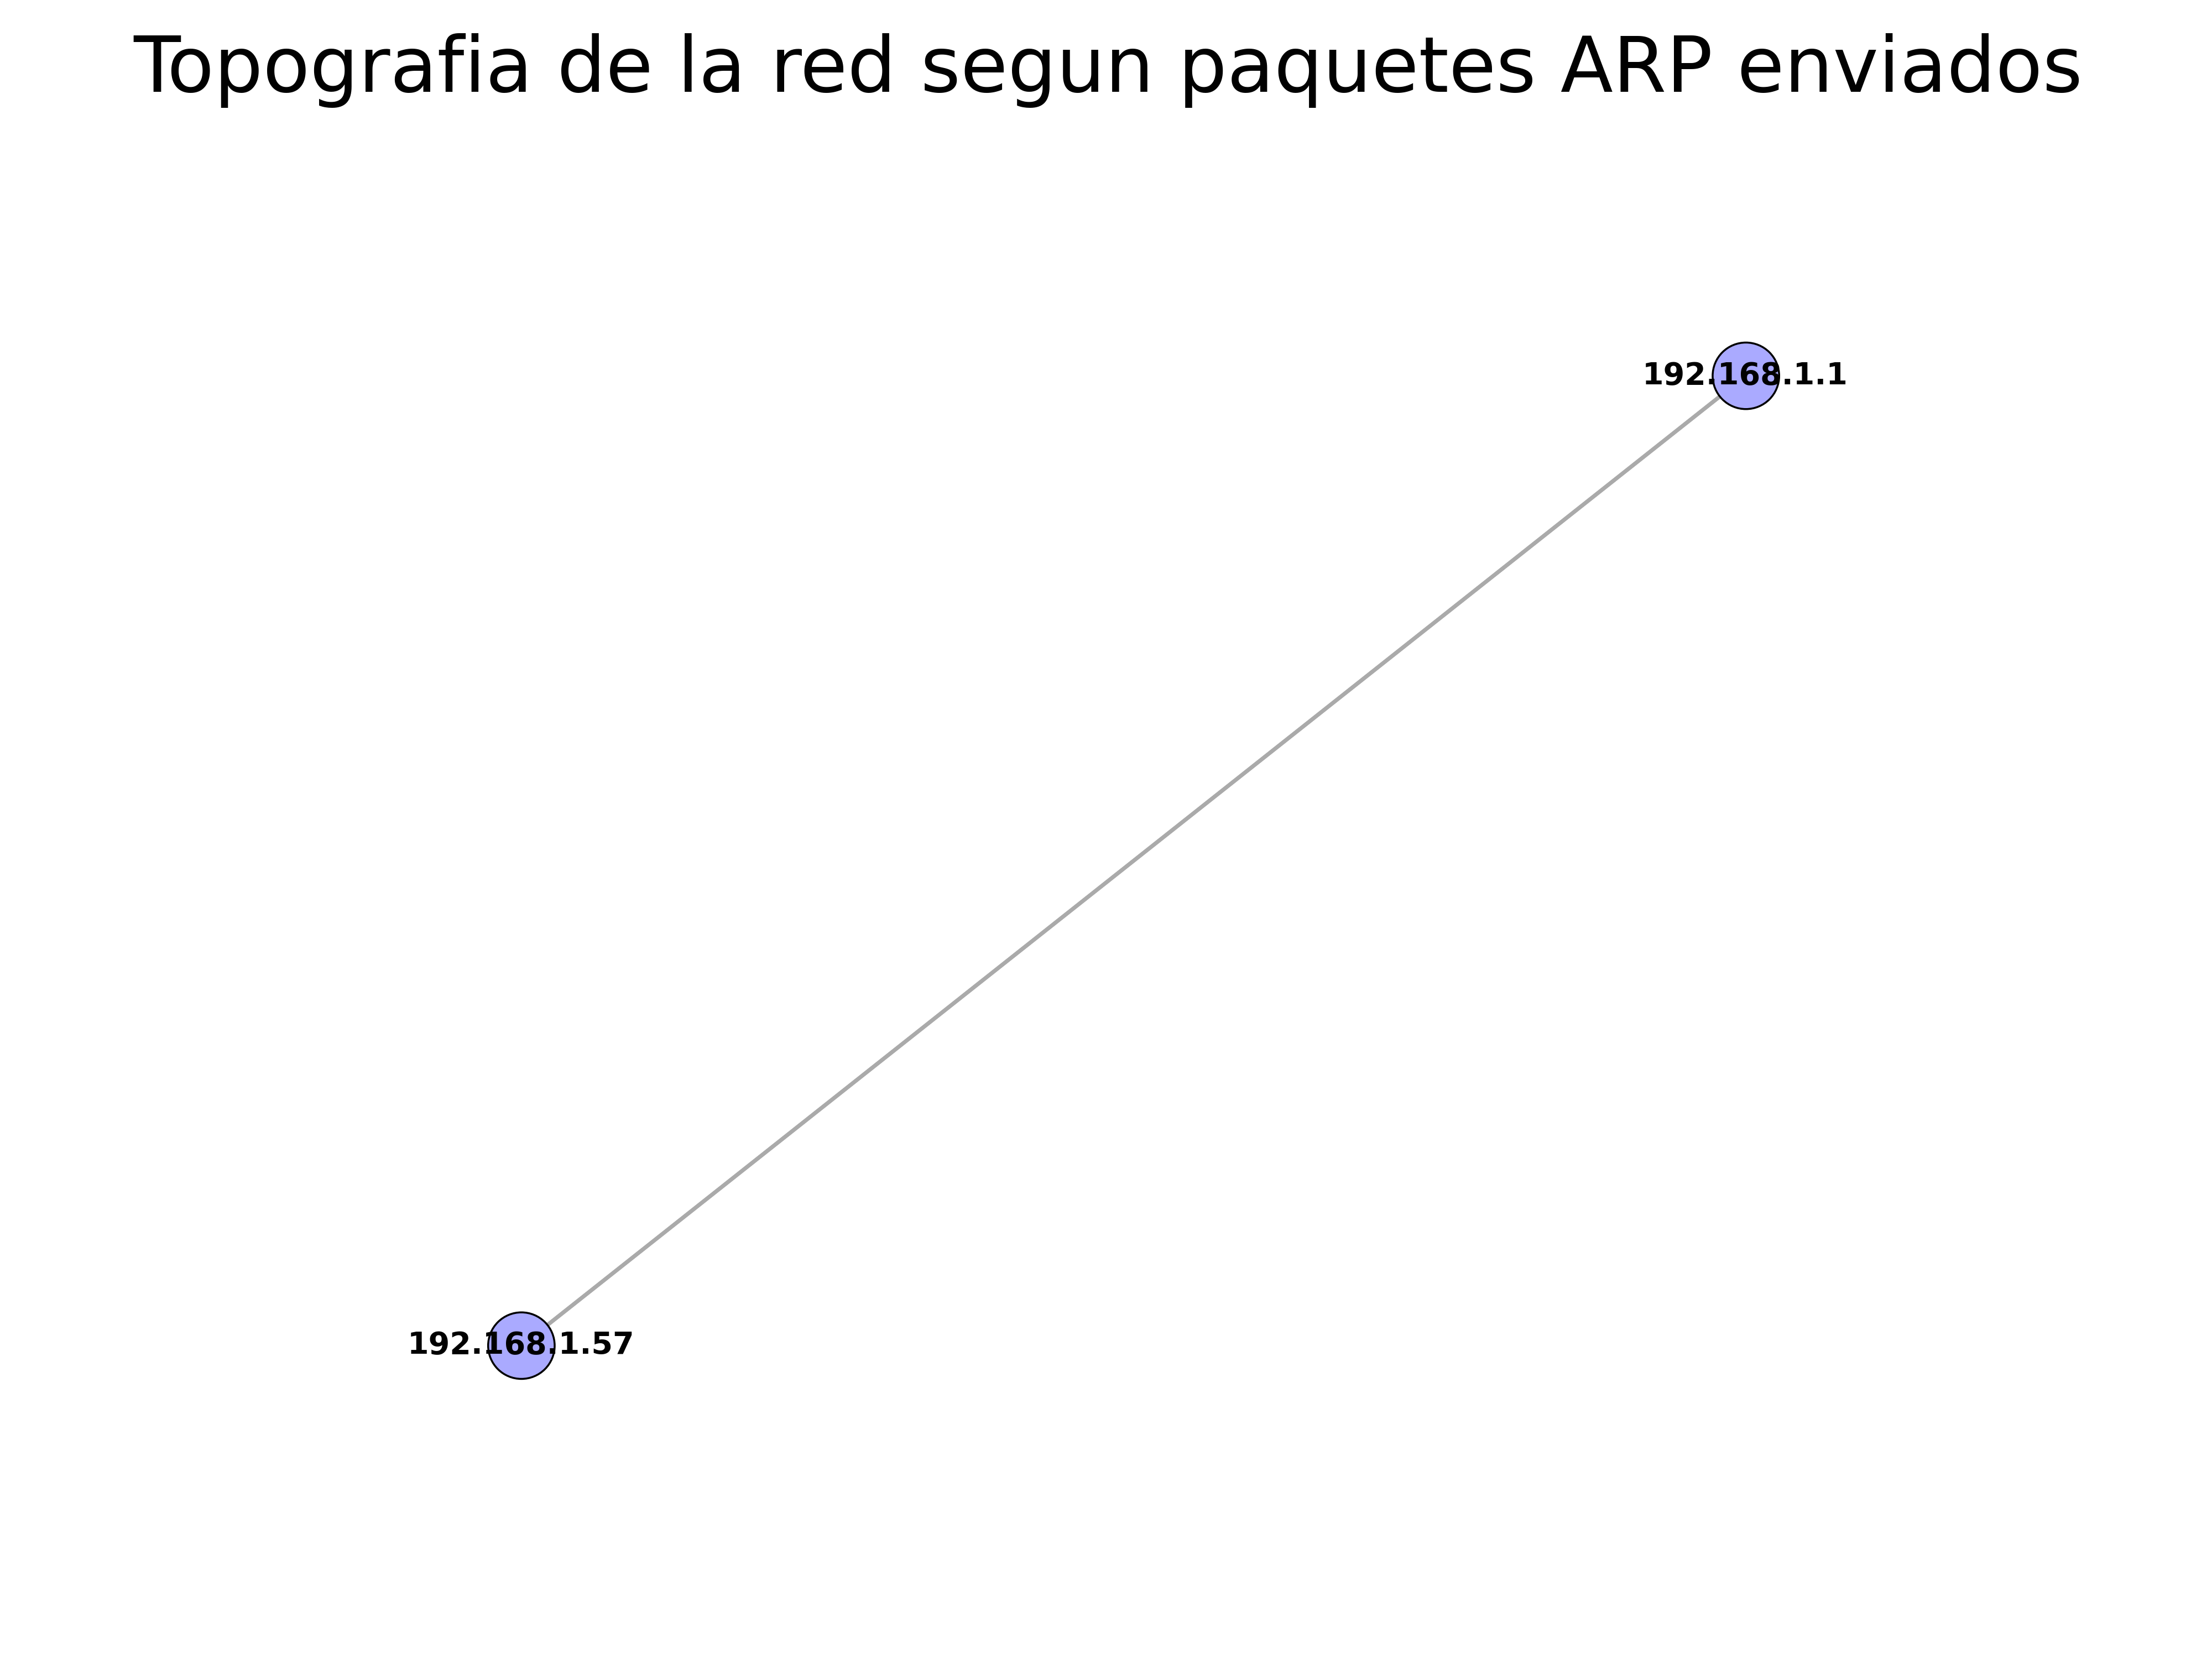 Topografia de la red segun paquetes ARP enviados
192.168.1.1
192.168.1.57